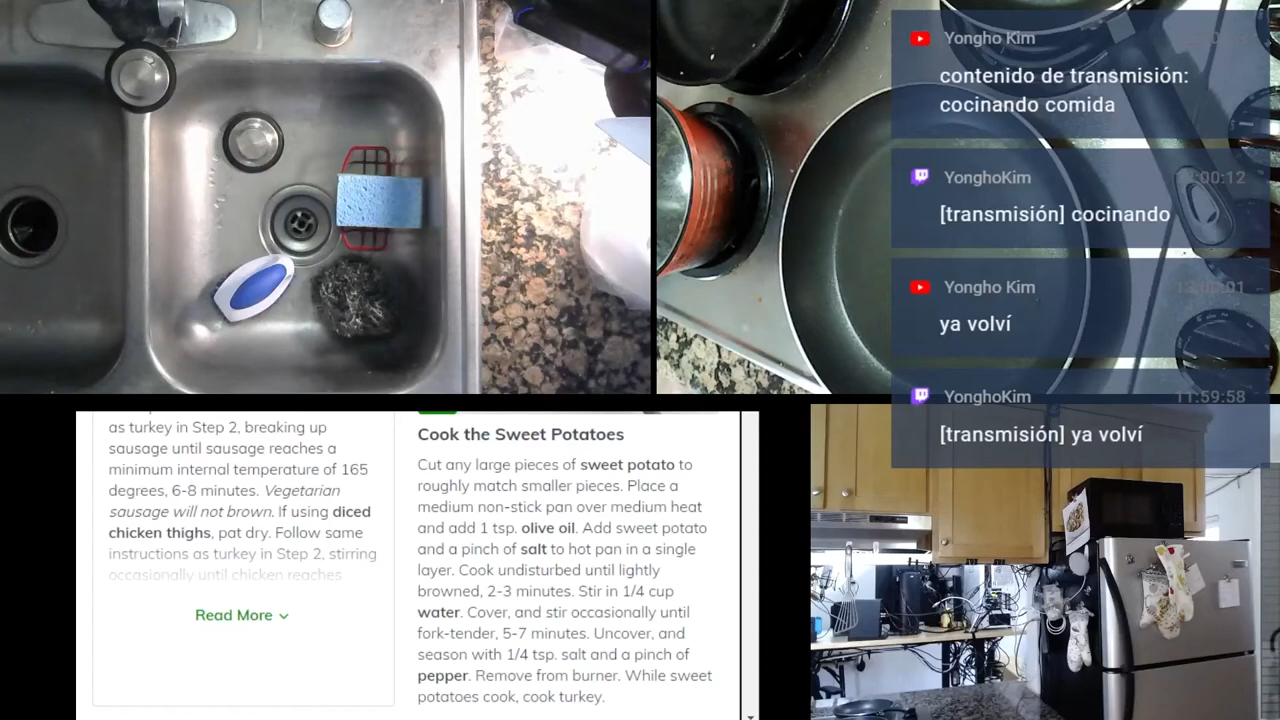 as turkey in Step 2, breaking up
sausage until sausage reaches a
minimum internal temperature of 165
degrees, 6-8 minutes. Vegetarian
sausage will not brown. If using diced
chicken thighs, pat dry. Follow same
instructions as turkey in Step 2, stirring
occasionally until chicken reaches
Read More
Cook the Sweet Potatoes
Cut any large pieces of sweet potato to
roughly match smaller pieces. Place a
medium non-stick pan over medium heat
and add 1 tsp. olive oil. Add sweet potato
and a pinch of salt to hot pan in a single
layer. Cook undisturbed until lightly
browned, 2-3 minutes. Stir in 1/4 cup
water. Cover, and stir occasionally until
fork-tender, 5-7 minutes. Uncover, and
season with 1/4 tsp. salt and a pinch of
pepper. Remove from burner. While sweet
potatoes cook, cook turkey.
Yongho Kim
contenido de transmisión:
cocinando comida
YonghoKim
:00:12
[transmisión] cocinando
Yongho Kim
12:00:01
ya volví
YonghoKim
11:59:58
[transmisión] ya volví